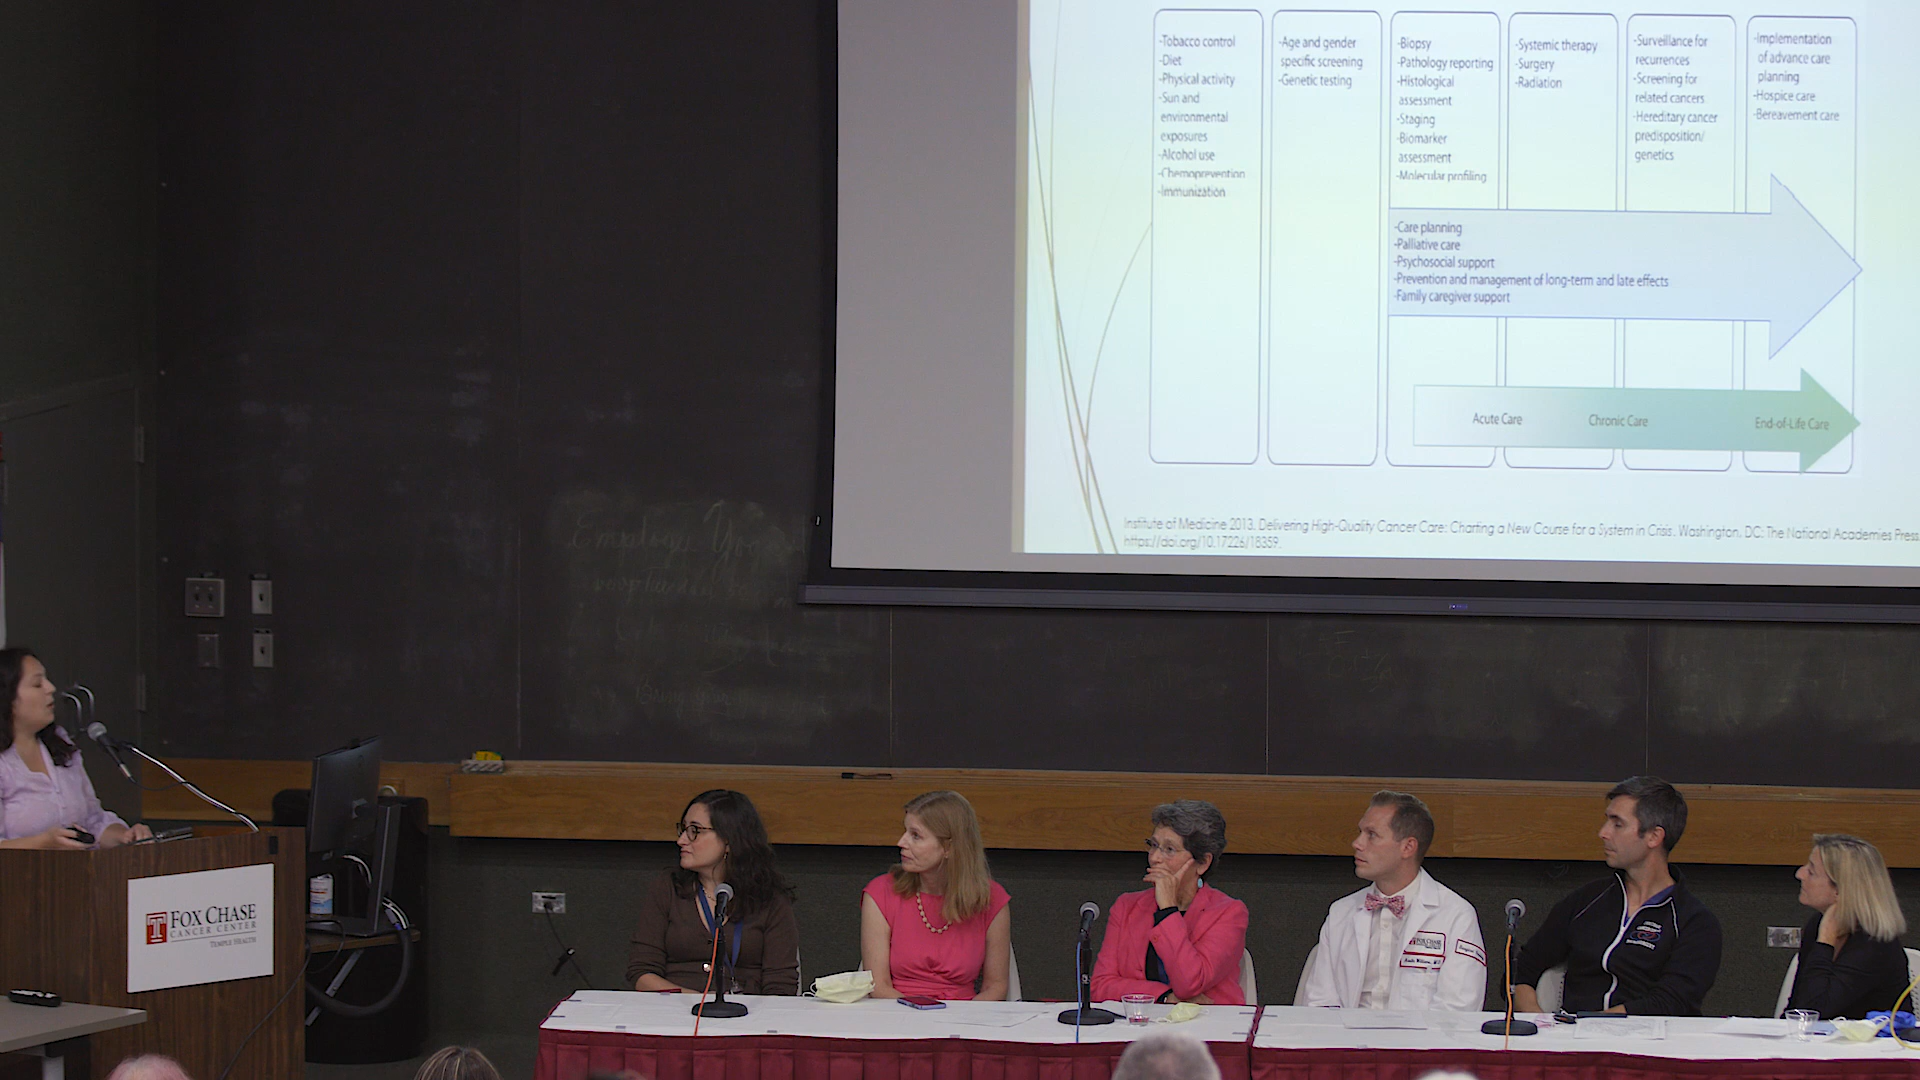 -Tobacco control
-Diet
-Physical activity
-Sun and
environmental
exposures
-Alcohol use
-Chemoprevention
-Immunization
-Age and gender
specific screening
-Genetic testing
-Biopsy
-Pathology reporting
-Histological
assessment
-Staging
-Biomarker
assessment
-Molecular profiling
-Systemic therapy
-Surgery
-Radiation
-Surveillance for
recurrences
-Screening for
related cancers
-Hereditary cancer
predisposition/
genetics
-Implementation
of advance care
planning
-Hospice care
-Bereavement care
-Care planning
-Palliative care
-Psychosocial support
-Prevention and management of long-term and late effects
-Family caregiver support
Acute Care
Chronic Care
End-of-Life Care
Institute of Medicine 2013. Delivering High-Quality Cancer Care: Charting a New Course for a System in Crisis. Washington, DC: The National Academies Press.
https://doi.org/10.17226/18359.
FOX CHASE
CANCER CENTER
TEMPLE HEALTH
FOX CHASE